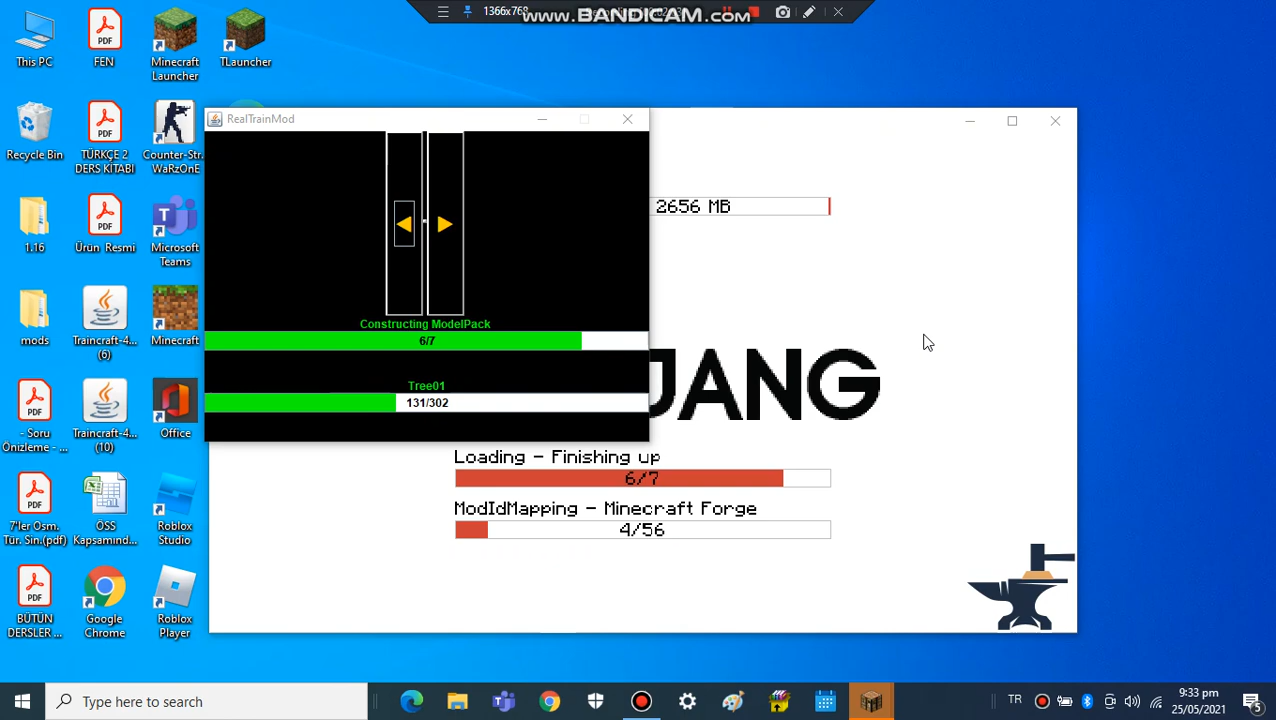 1366x768
www.BANDICAM.com
This PC
FEN
Minecraft
Launcher
TLauncher
Recycle Bin
TÜRKÇE 2
DERS KİTABI
Counter-Str...
WaRzOnE
1.16
Ürün_Resmi
Microsoft
Teams
mods
Traincraft-4....
(6)
Minecraft
- Soru
Önizleme - ...
Traincraft-4....
(10)
Office
7'ler Osm.
Tür. Sin.(pdf)
OSS
Kapsamınd...
Roblox
Studio
BÜTÜN
DERSLER ...
Google
Chrome
Roblox
Player
RealTrainMod
Constructing ModelPack
6/7
Tree01
131/302
2656 MB
JANG
Loading - Finishing up
6/7
ModIdMapping - Minecraft Forge
4/56
Type here to search
TR
9:33 pm
25/05/2021
5